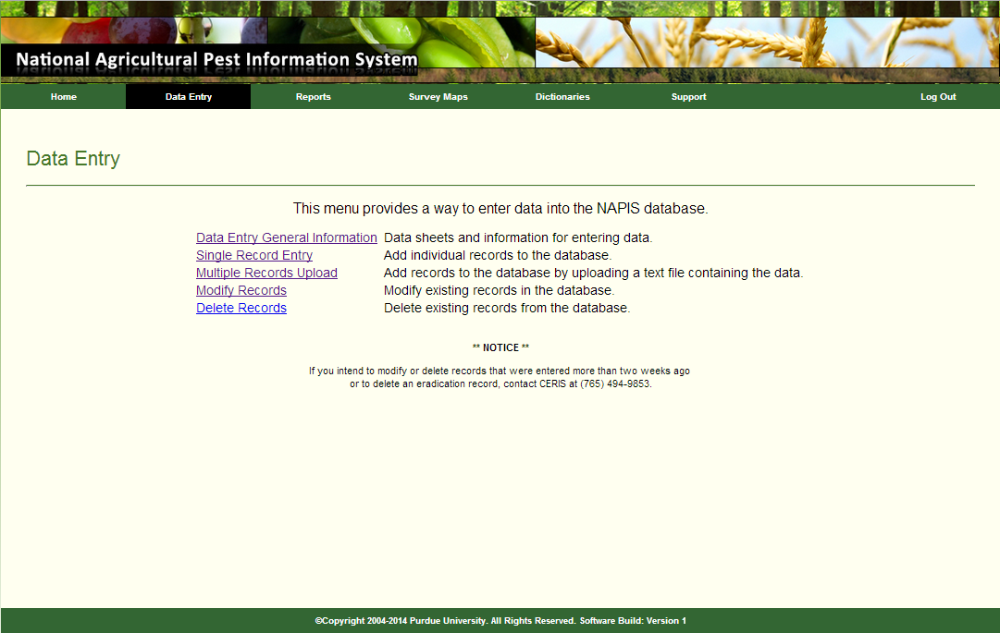 National Agricultural Pest Information System
Home Data Entry Reports Survey Maps Dictionaries Support Log Out
Data Entry
This menu provides a way to enter data into the NAPIS database.
Data Entry General Information Data sheets and information for entering data.
Single Record Entry Add individual records to the database.
Multiple Records Upload Add records to the database by uploading a text file containing the data.
Modify Records Modify existing records in the database.
Delete Records Delete existing records from the database.
** NOTICE **
If you intend to modify or delete records that were entered more than two weeks ago
or to delete an eradication record, contact CERIS at (765) 494-9853.
©Copyright 2004-2014 Purdue University. All Rights Reserved. Software Build: Version 1